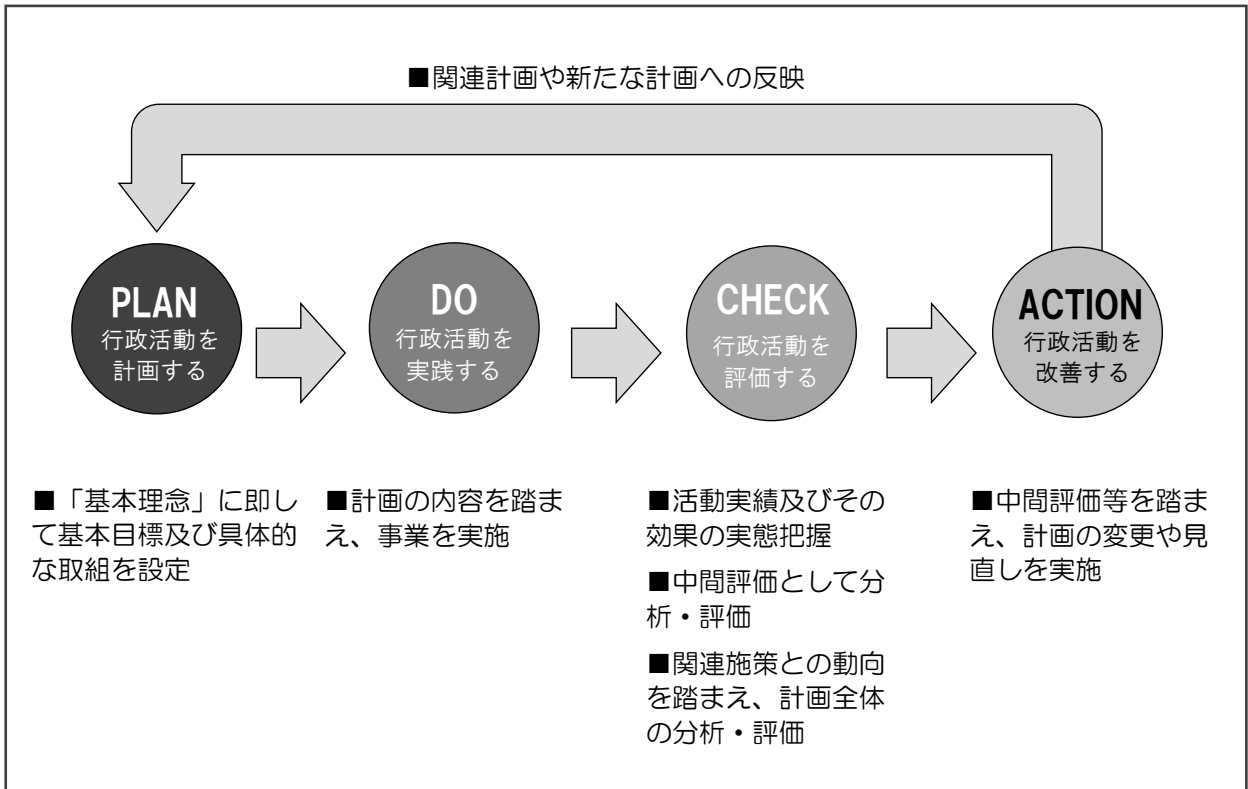 ■関連計画や新たな計画への反映
PLAN
行政活動を
計画する
DO
行政活動を
実践する
CHECK
行政活動を
評価する
ACTION
行政活動を
改善する
■「基本理念」に即し
て基本目標及び具体的
な取組を設定
■計画の内容を踏ま
え、事業を実施
■活動実績及びその
効果の実態把握
■中間評価として分
析・評価
■関連施策との動向
を踏まえ、計画全体
の分析・評価
■中間評価等を踏ま
え、計画の変更や見
直しを実施